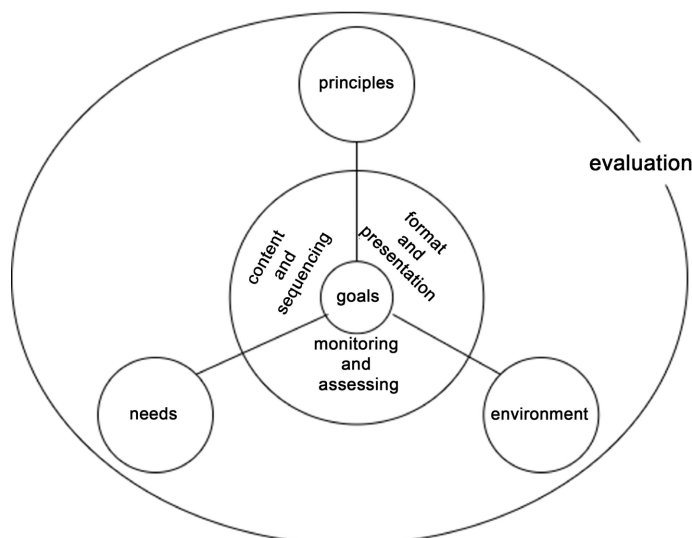 principles
evaluation
content
and
sequencing
format
and
presentation
goals
monitoring
and
assessing
needs
environment